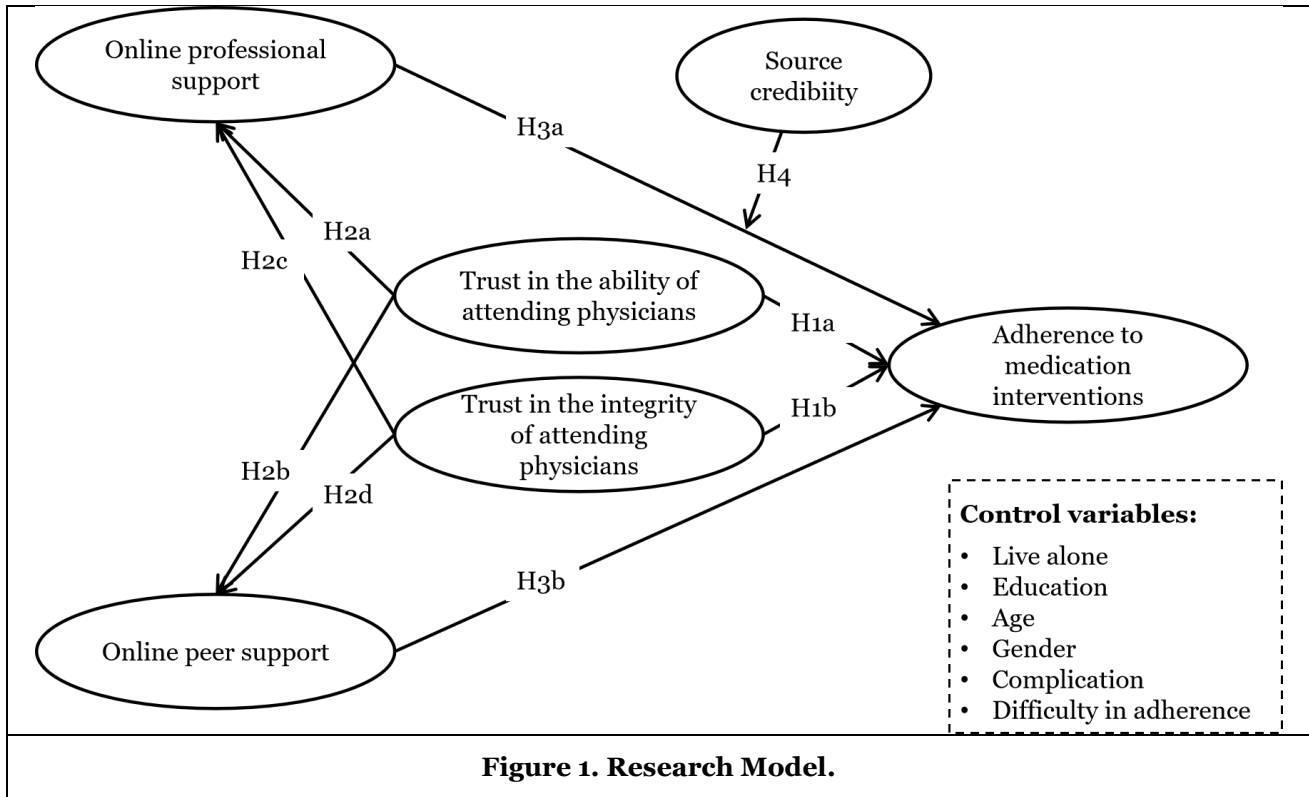 Online professional
support
Source
credibiity
H3a
H4
H2a
H2c
Trust in the ability of
attending physicians
H1a
Adherence to
medication
interventions
Trust in the integrity
of attending
physicians
H1b
H2b
H2d
H3b
Online peer support
Control variables:
• Live alone
• Education
• Age
• Gender
• Complication
• Difficulty in adherence
Figure 1. Research Model.